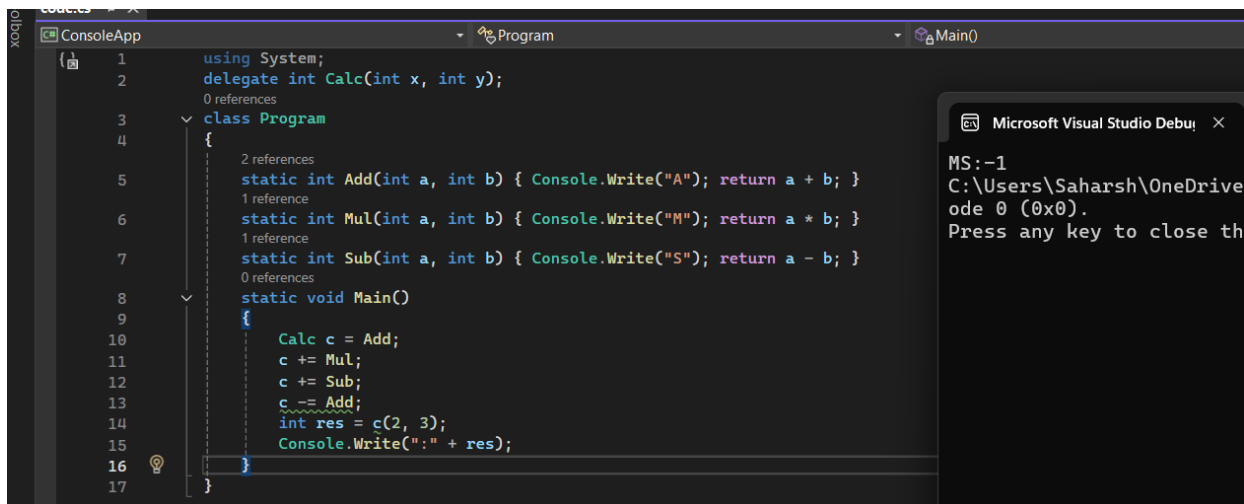 ConsoleApp
Program
Main()
1 using System;
2 delegate int Calc(int x, int y);
0 references
3 class Program
4 {
2 references
5 static int Add(int a, int b) { Console.Write("A"); return a + b; }
1 reference
6 static int Mul(int a, int b) { Console.Write("M"); return a * b; }
1 reference
7 static int Sub(int a, int b) { Console.Write("S"); return a - b; }
0 references
8 static void Main()
9 {
10 Calc c = Add;
11 c += Mul;
12 c += Sub;
13 c -= Add;
14 int res = c(2, 3);
15 Console.Write(":" + res);
16 }
17 }
Microsoft Visual Studio Debu
MS:-1
C:\Users\Saharsh\OneDrive
ode 0 (0x0).
Press any key to close th